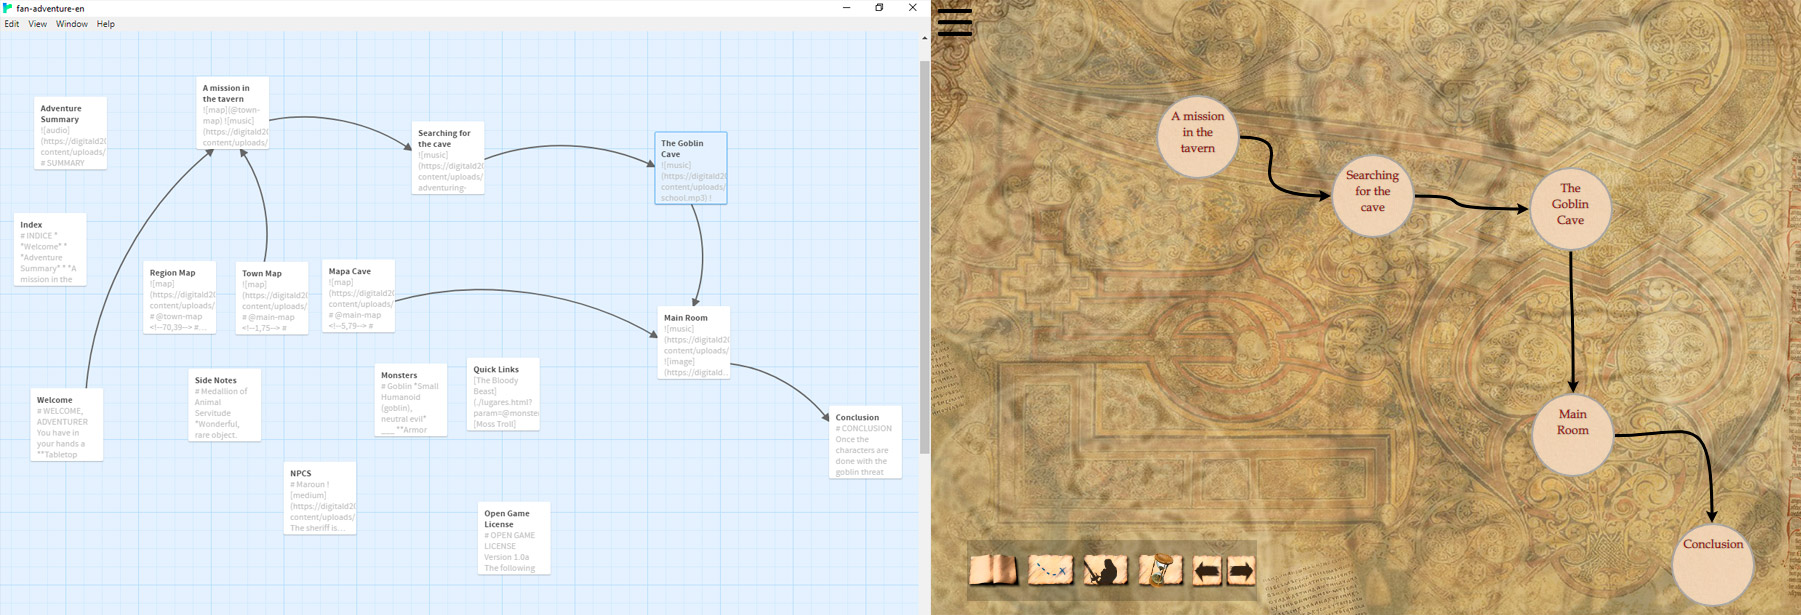 fan-adventure-en
Edit View Window Help
A mission in
the tavern
![map](@town-
map) ![music]
(https://digitald2
content/uploads/
Adventure
Summary
![audio]
(https://digitald2
content/uploads/
# SUMMARY
Searching for
the cave
![music]
(https://digitald2
content/uploads/
adventuring-
The Goblin
Cave
![music]
(https://digitald2
content/uploads/
school.mp3) !
Index
# INDICE *
*Welcome* *
*Adventure
Summary* * *A
mission in the
Region Map
![map]
(https://digitald2
content/uploads/
# @town-map
<!--70,39--> #...
Town Map
![map]
(https://digitald2
content/uploads/
# @main-map
<!--1,75--> #
Mapa Cave
![map]
(https://digitald2
content/uploads/
# @main-map
<!--5,79--> #
Main Room
![music]
(https://digitald2
content/uploads/
![image]
(https://digitald...
Welcome
# WELCOME,
ADVENTURER
You have in
your hands a
**Tabletop
Side Notes
# Medallion of
Animal
Servitude
*Wonderful,
rare object.
Monsters
# Goblin *Small
Humanoid
(goblin),
neutral evil*
___ **Armor
Quick Links
[The Bloody
Beast]
(./lugares.html?
param=@monste
[Moss Troll]
Conclusion
# CONCLUSION
Once the
characters are
done with the
goblin threat
NPCS
# Maroun !
[medium]
(https://digitald2
content/uploads/
The sheriff is...
Open Game
License
# OPEN GAME
LICENSE
Version 1.0a
The following
A mission
in the
tavern
Searching
for the
cave
The
Goblin
Cave
Main
Room
Conclusion